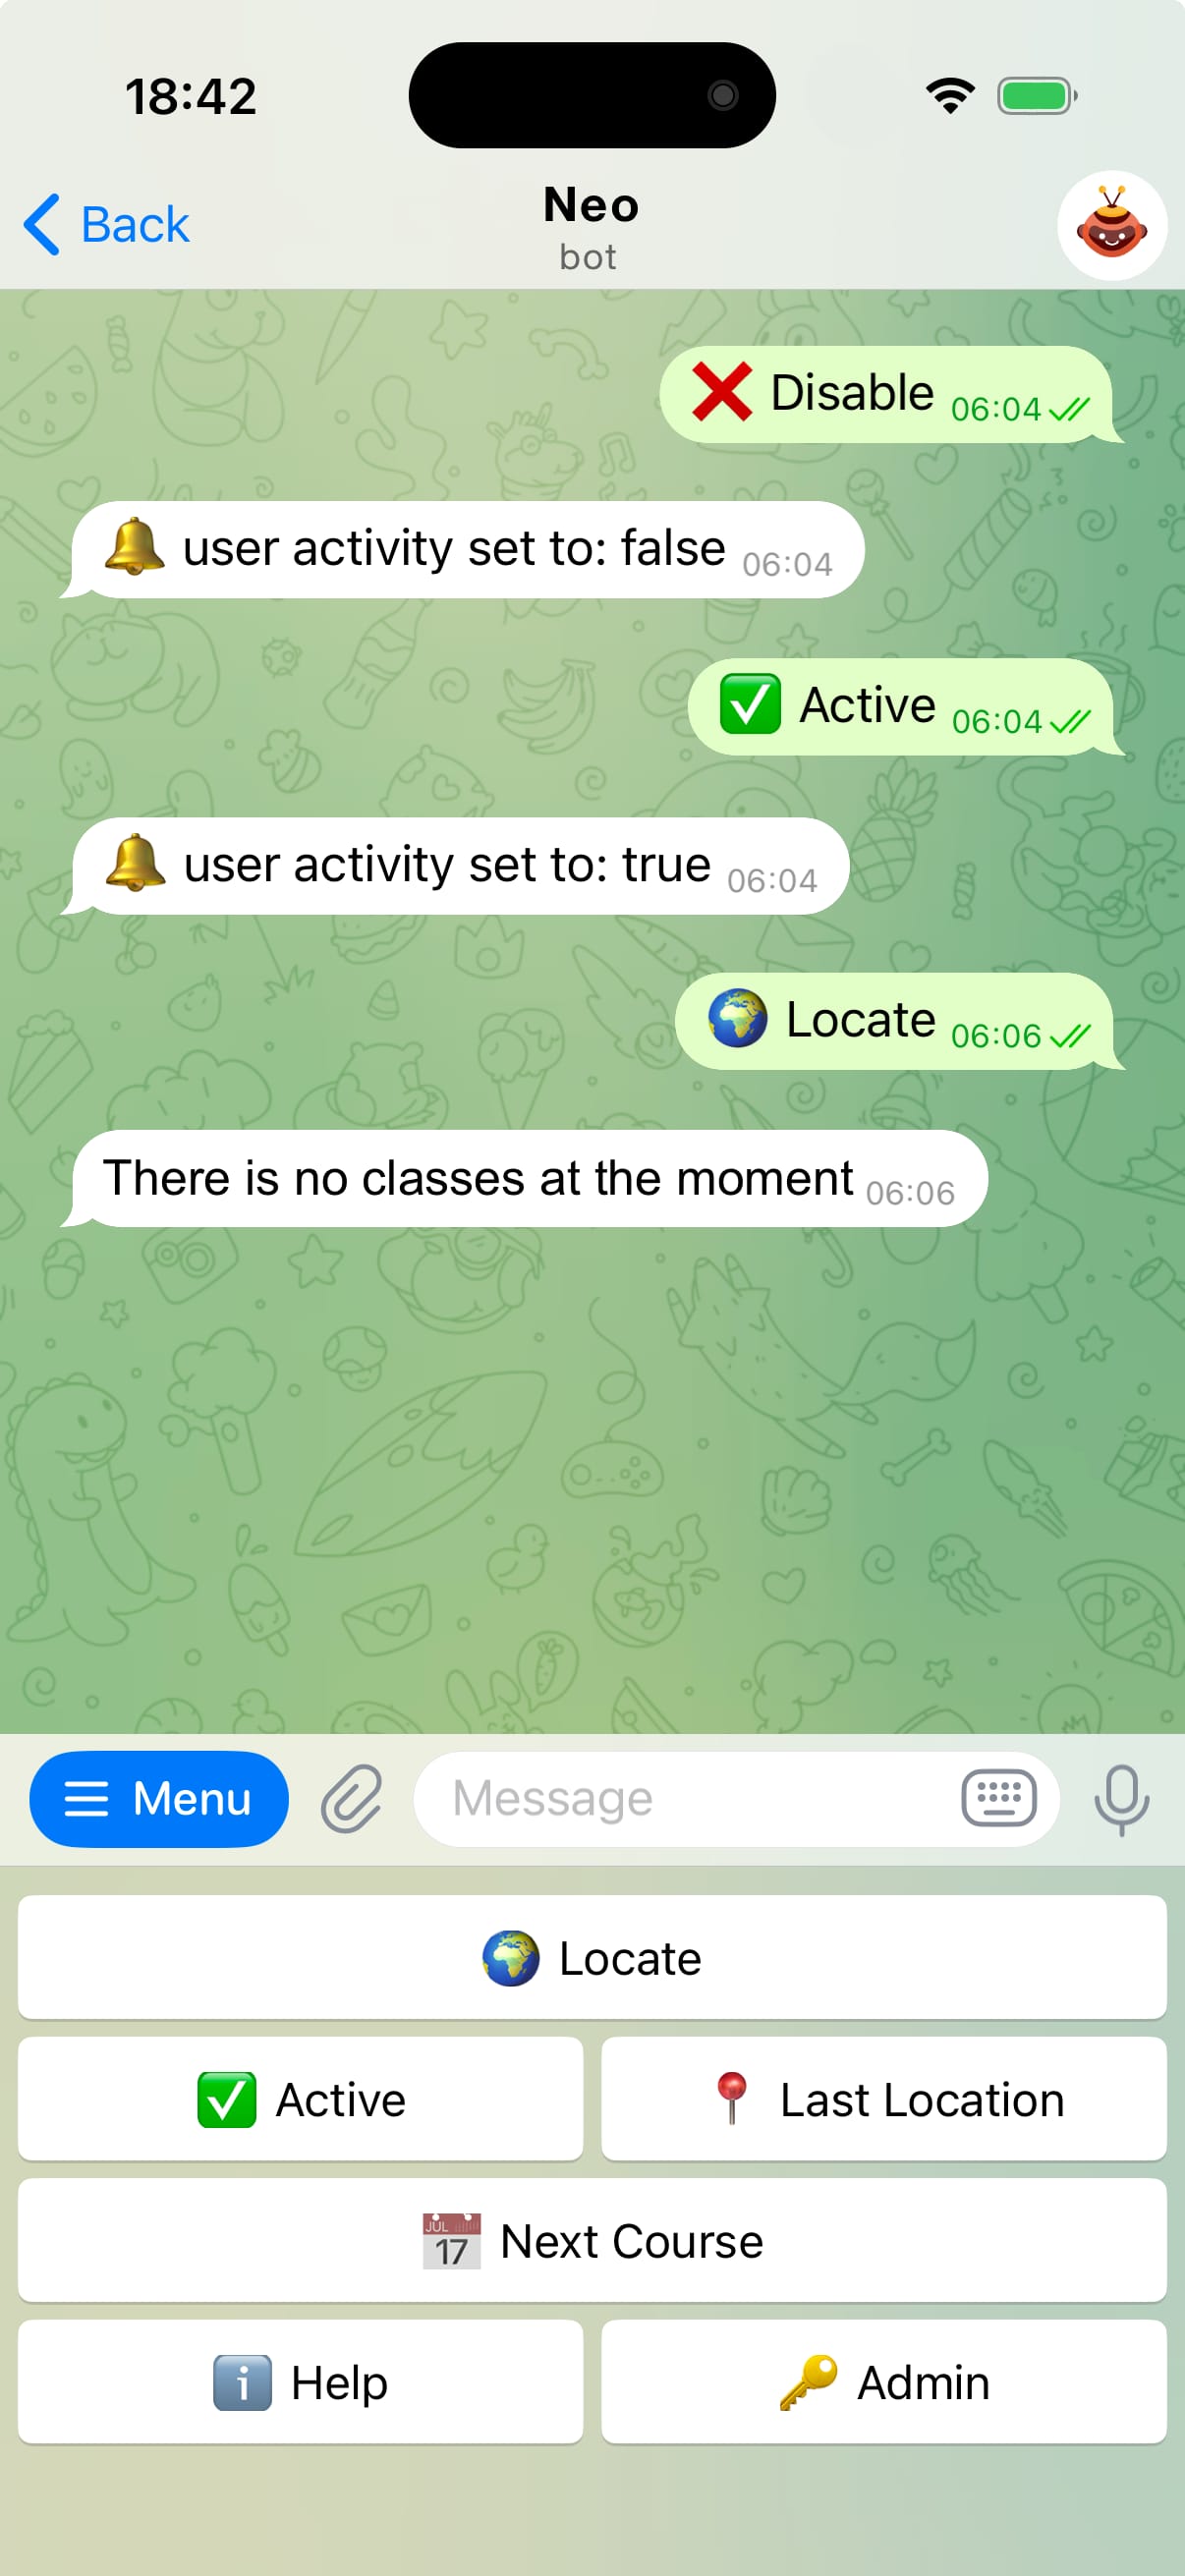 18:42
Back
Neo
bot
❌ Disable 06:04
🔔 user activity set to: false 06:04
✅ Active 06:04
🔔 user activity set to: true 06:04
🌍 Locate 06:06
There is no classes at the moment 06:06
Menu
Message
🌍 Locate
✅ Active
📍 Last Location
JUL
17
Next Course
ℹ️ Help
🔑 Admin